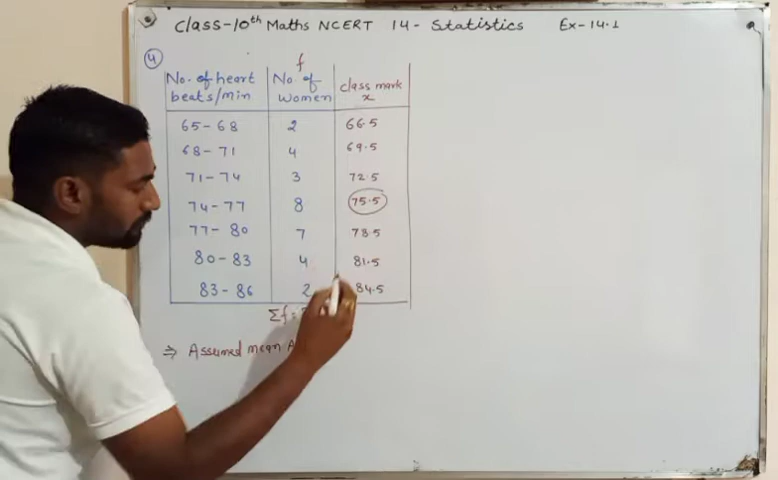 Class-10th Maths NCERT 14- Statistics Ex-14.1
4
f
No. of heart beats/min No. of women class mark x
65-68 2 66.5
68-71 4 69.5
71-74 3 72.5
74-77 8 75.5
77-80 7 78.5
80-83 4 81.5
83-86 2 84.5
Σf =
⇒ Assumed mean A